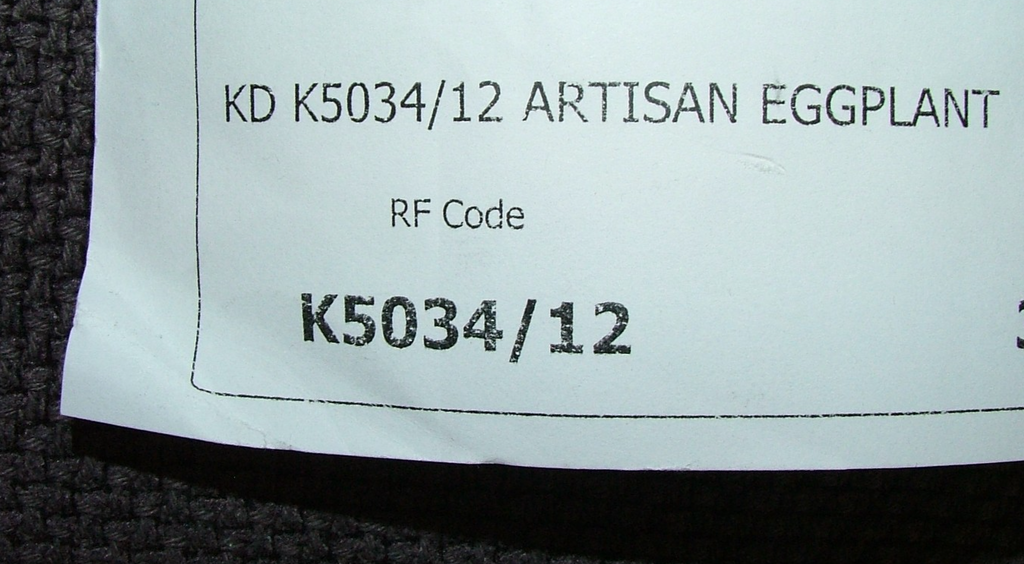 KD K5034/12 ARTISAN EGGPLANT
RF Code
K5034/12